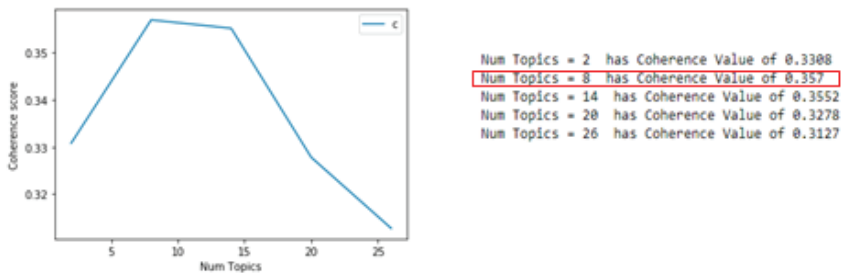 c
0.35
0.34
0.33
0.32
Coherence score
5 10 15 20 25
Num Topics
Num Topics = 2 has Coherence Value of 0.3308
Num Topics = 8 has Coherence Value of 0.357
Num Topics = 14 has Coherence Value of 0.3552
Num Topics = 20 has Coherence Value of 0.3278
Num Topics = 26 has Coherence Value of 0.3127